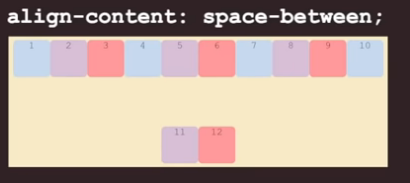 align-content: space-between;
1 2 3 4 5 6 7 8 9 10
11 12